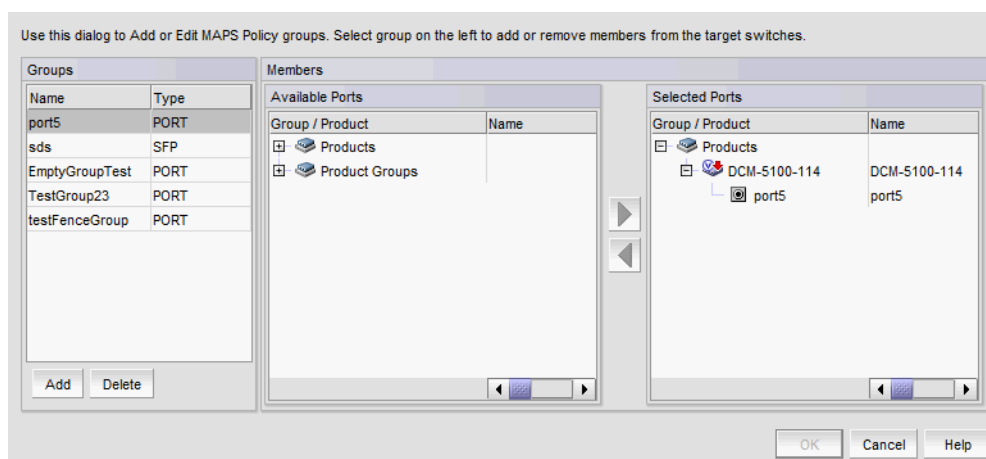 Use this dialog to Add or Edit MAPS Policy groups. Select group on the left to add or remove members from the target switches.
Groups
Name Type
port5 PORT
sds SFP
EmptyGroupTest PORT
TestGroup23 PORT
testFenceGroup PORT
Add Delete
Members
Available Ports
Group / Product Name
Products
Product Groups
Selected Ports
Group / Product Name
Products
DCM-5100-114 DCM-5100-114
port5 port5
OK Cancel Help